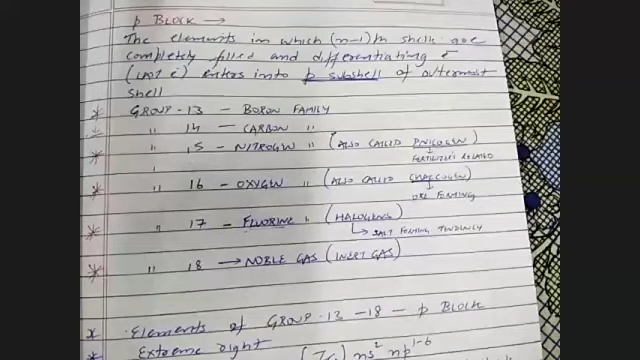 p BLOCK →
The elements in which (n-1)th shell are
completely filled and differentiating e⁻
(last e⁻) enters into p subshell of outermost
shell
* GROUP-13 - BORON FAMILY
* " 14 - CARBON "
* " 15 - NITROGEN " (ALSO CALLED PNICOGEN)
↓ FERTILIZERS RELATED
* " 16 - OXYGEN " (ALSO CALLED CHALCOGEN)
↓ ORE FORMING
* " 17 - FLUORINE " (HALOGENS)
↳ SALT FORMING TENDENCY
* " 18 → NOBLE GAS (INERT GAS)
* Elements of GROUP-13-18 - p BLOCK
* Extreme right ns² np¹⁻⁶